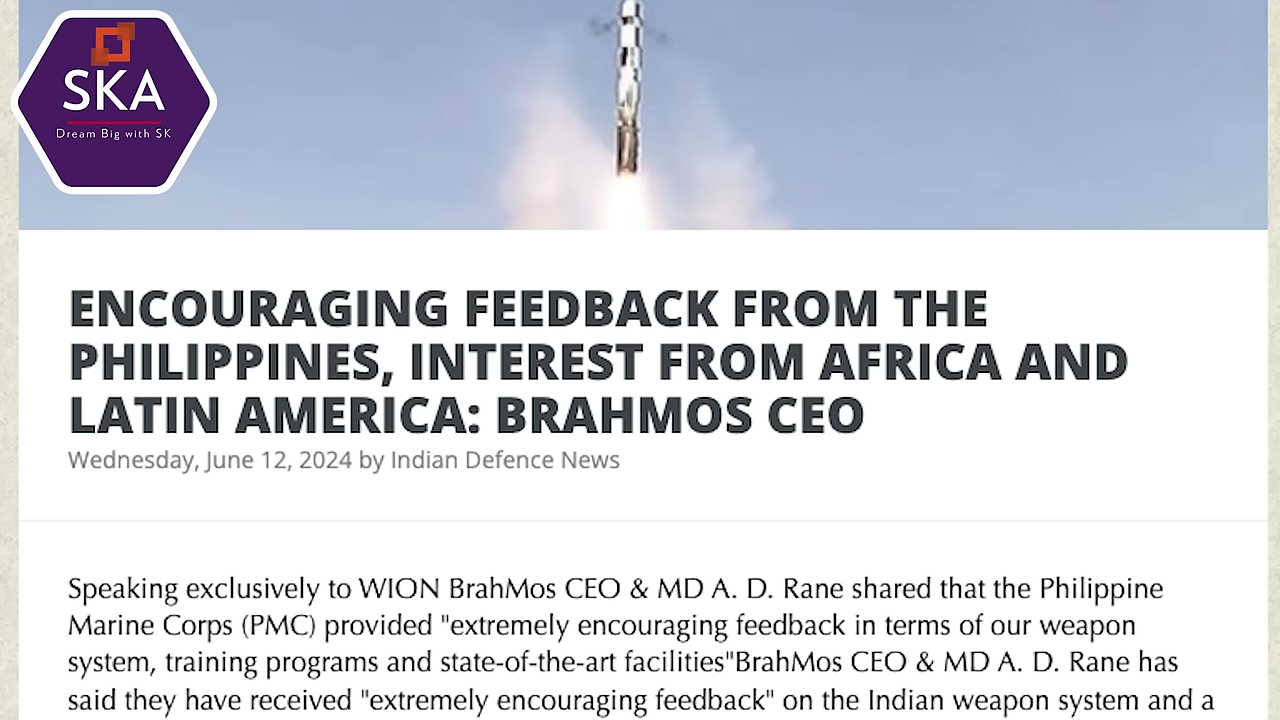 SKA
Dream Big with SK
ENCOURAGING FEEDBACK FROM THE
PHILIPPINES, INTEREST FROM AFRICA AND
LATIN AMERICA: BRAHMOS CEO
Wednesday, June 12, 2024 by Indian Defence News
Speaking exclusively to WION BrahMos CEO & MD A. D. Rane shared that the Philippine
Marine Corps (PMC) provided "extremely encouraging feedback in terms of our weapon
system, training programs and state-of-the-art facilities"BrahMos CEO & MD A. D. Rane has
said they have received "extremely encouraging feedback" on the Indian weapon system and a